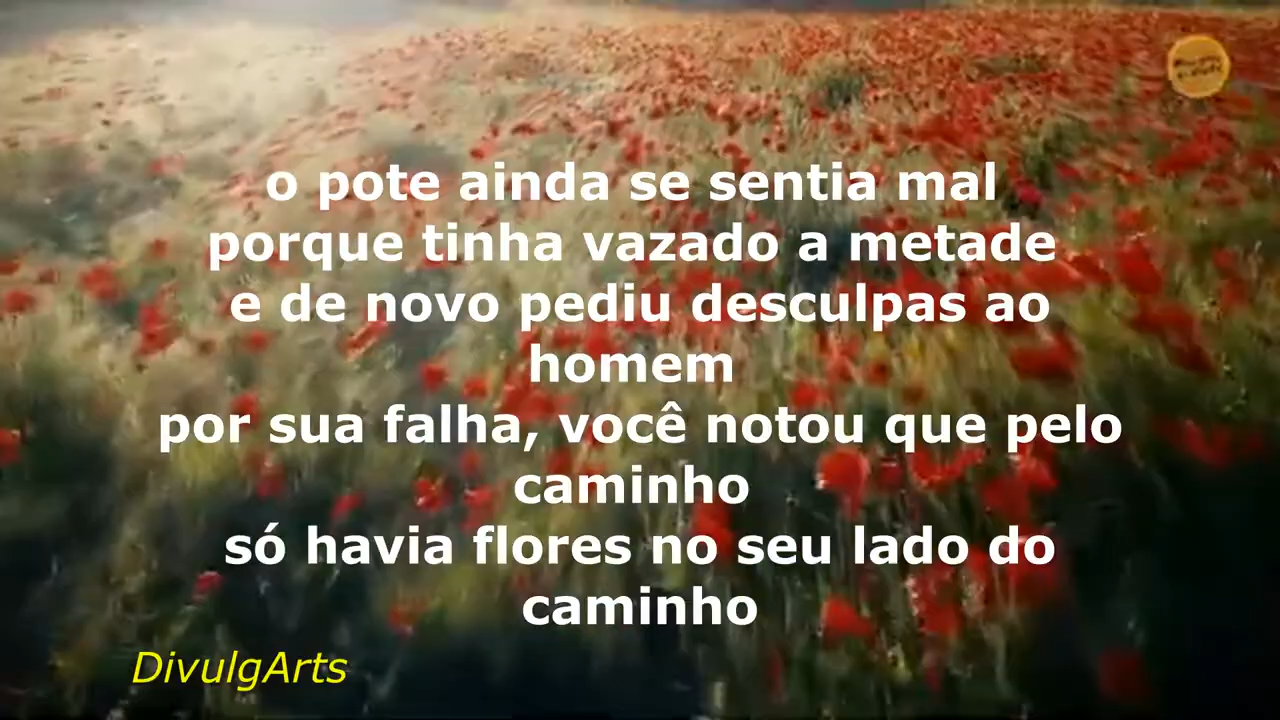 o pote ainda se sentia mal
porque tinha vazado a metade
e de novo pediu desculpas ao
homem
por sua falha, você notou que pelo
caminho
só havia flores no seu lado do
caminho
DivulgArts